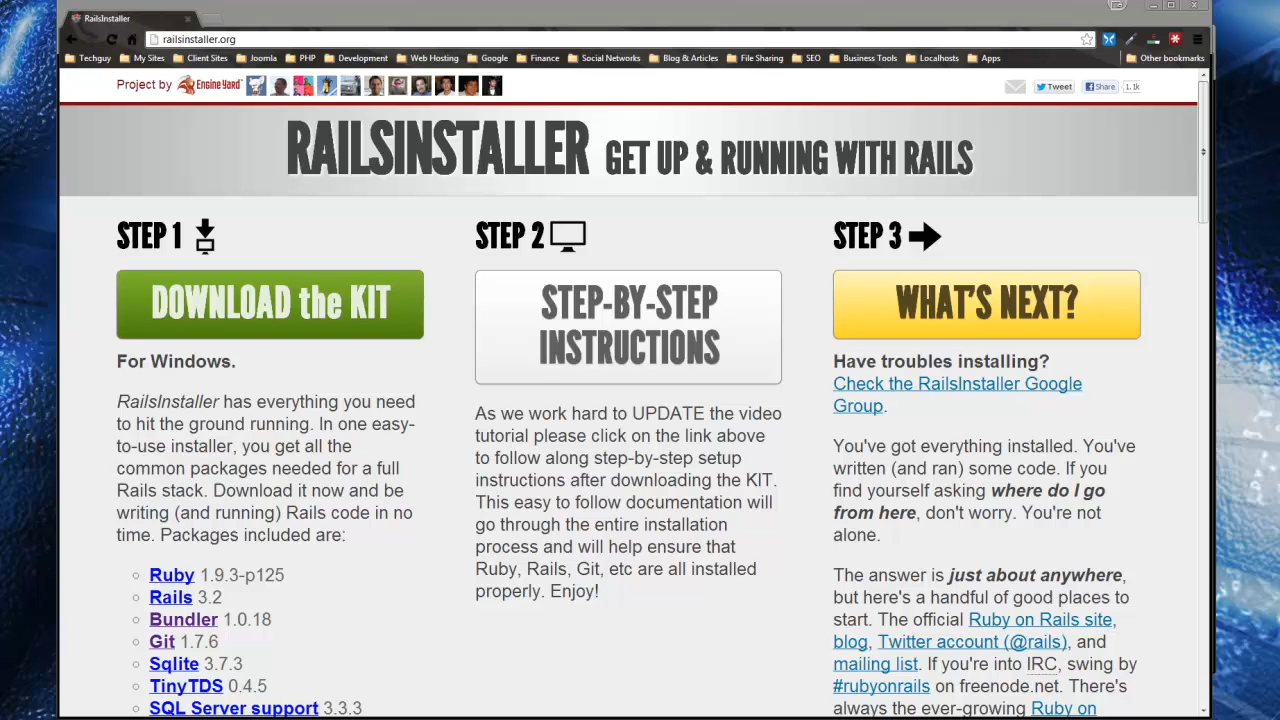 RailsInstaller
railsinstaller.org
Techguy My Sites Client Sites Joomla PHP Development Web Hosting Google Finance Social Networks Blog & Articles File Sharing SEO Business Tools Localhosts Apps Other bookmarks
Project by Engine Yard
Tweet Share 1.1k
RAILSINSTALLER GET UP & RUNNING WITH RAILS
STEP 1
DOWNLOAD the KIT
For Windows.
RailsInstaller has everything you need
to hit the ground running. In one easy-
to-use installer, you get all the
common packages needed for a full
Rails stack. Download it now and be
writing (and running) Rails code in no
time. Packages included are:
Ruby 1.9.3-p125
Rails 3.2
Bundler 1.0.18
Git 1.7.6
Sqlite 3.7.3
TinyTDS 0.4.5
SQL Server support 3.3.3
STEP 2
STEP-BY-STEP
INSTRUCTIONS
As we work hard to UPDATE the video
tutorial please click on the link above
to follow along step-by-step setup
instructions after downloading the KIT.
This easy to follow documentation will
go through the entire installation
process and will help ensure that
Ruby, Rails, Git, etc are all installed
properly. Enjoy!
STEP 3
WHAT'S NEXT?
Have troubles installing?
Check the RailsInstaller Google
Group.
You've got everything installed. You've
written (and ran) some code. If you
find yourself asking where do I go
from here, don't worry. You're not
alone.
The answer is just about anywhere,
but here's a handful of good places to
start. The official Ruby on Rails site,
blog, Twitter account (@rails), and
mailing list. If you're into IRC, swing by
#rubyonrails on freenode.net. There's
always the ever-growing Ruby on